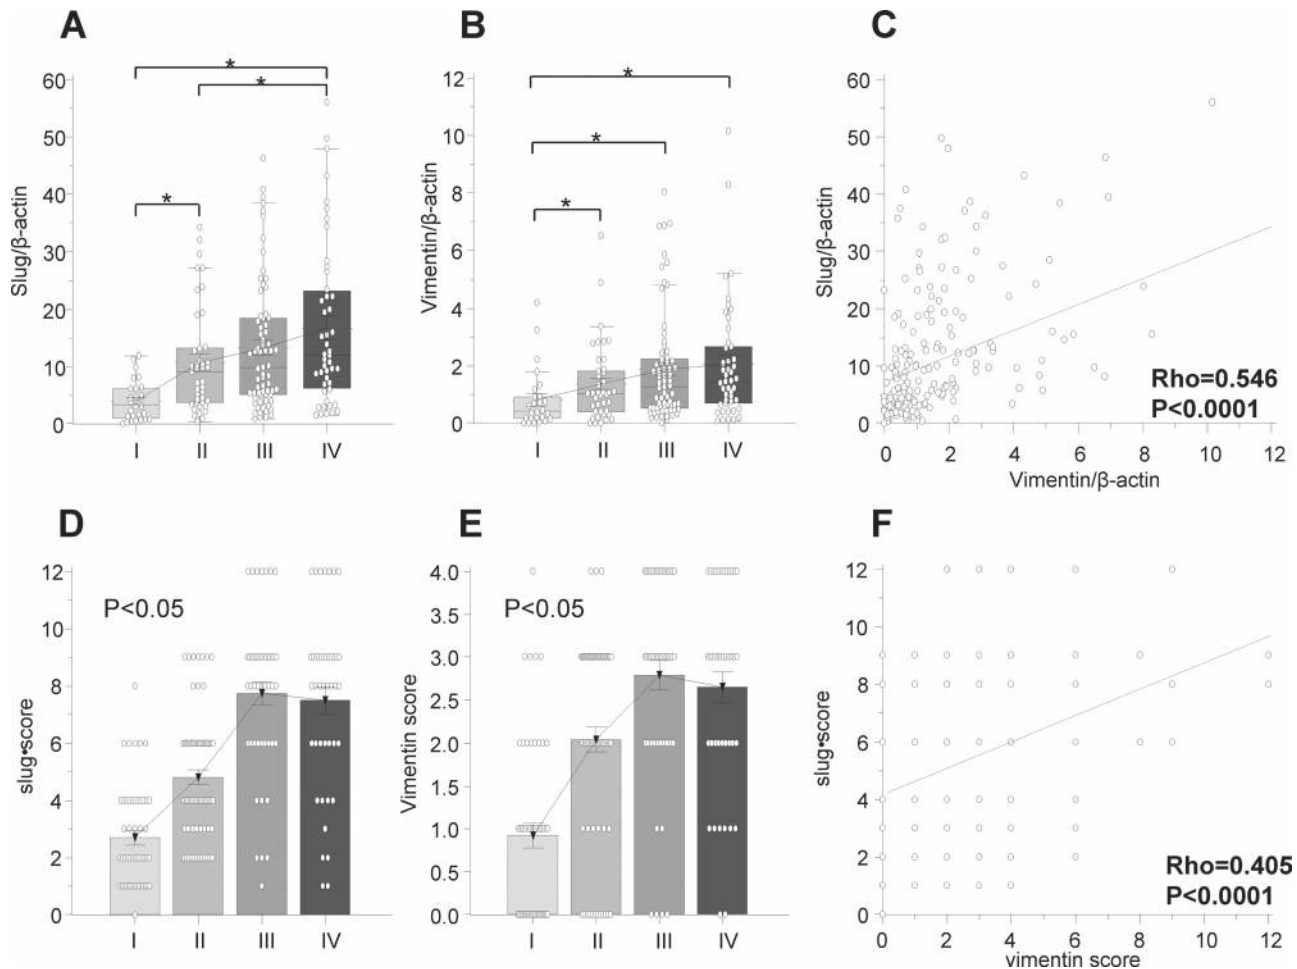 A
B
C
*
*
*
Slug/β-actin
60
50
40
30
20
10
0
I
II
III
IV
*
*
*
Vimentin/β-actin
12
10
8
6
4
2
0
I
II
III
IV
Slug/β-actin
60
50
40
30
20
10
0
Rho=0.546
P<0.0001
0
2
4
6
8
10
12
Vimentin/β-actin
D
E
F
P<0.05
slug•score
12
10
8
6
4
2
0
I
II
III
IV
P<0.05
Vimentin score
4.0
3.5
3.0
2.5
2.0
1.5
1.0
0.5
0.0
I
II
III
IV
slug•score
12
10
8
6
4
2
0
Rho=0.405
P<0.0001
0
2
4
6
8
10
12
vimentin score